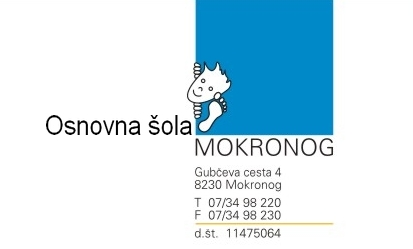 Osnovna šola
MOKRONOG
Gubčeva cesta 4
8230 Mokronog
T 07/34 98 220
F 07/34 98 230
d.št. 11475064